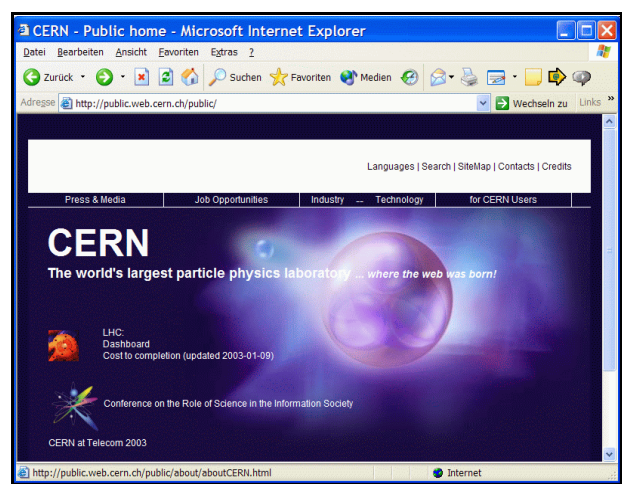 CERN - Public home - Microsoft Internet Explorer
Datei Bearbeiten Ansicht Favoriten Extras ?
Zurück Suchen Favoriten Medien
Adresse http://public.web.cern.ch/public/ Wechseln zu Links »
Languages | Search | SiteMap | Contacts | Credits
Press & Media Job Opportunities Industry -- Technology for CERN Users
CERN
The world's largest particle physics laboratory ... where the web was born!
LHC:
Dashboard
Cost to completion (updated 2003-01-09)
Conference on the Role of Science in the Information Society
CERN at Telecom 2003
http://public.web.cern.ch/public/about/aboutCERN.html Internet